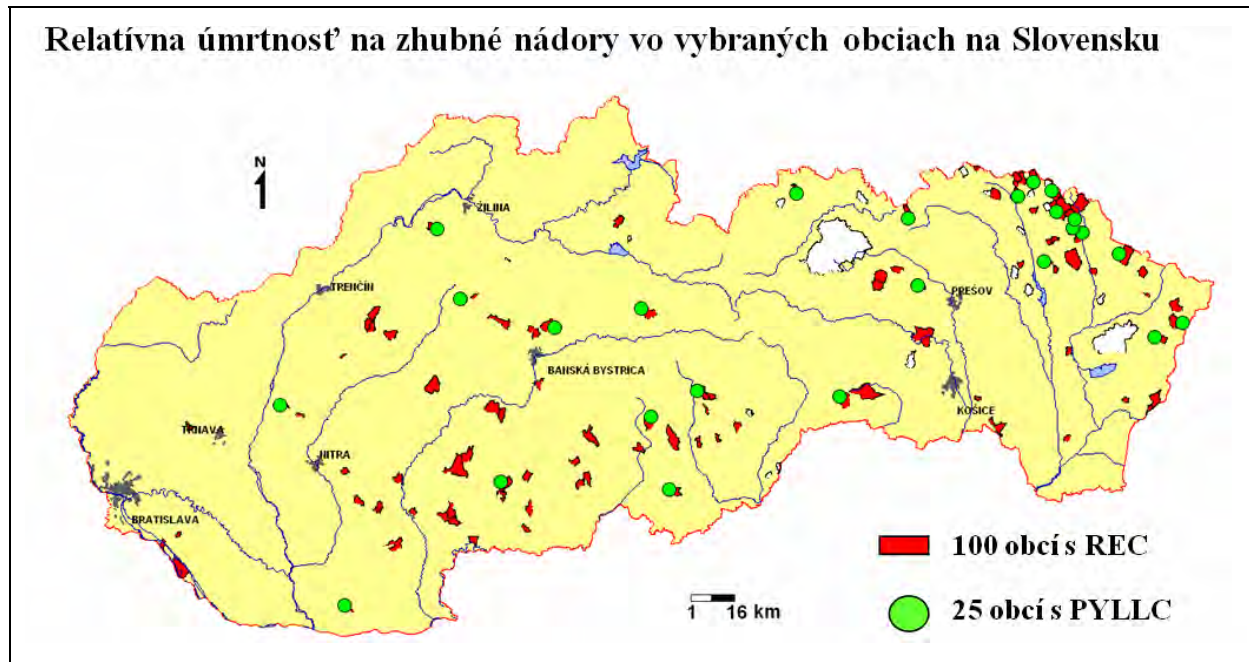 Relatívna úmrtnosť na zhubné nádory vo vybraných obciach na Slovensku
N
ŽILINA
TRENČÍN
PREŠOV
BANSKÁ BYSTRICA
KOŠICE
TRNAVA
NITRA
BRATISLAVA
100 obcí s REC
1 16 km
25 obcí s PYLLC